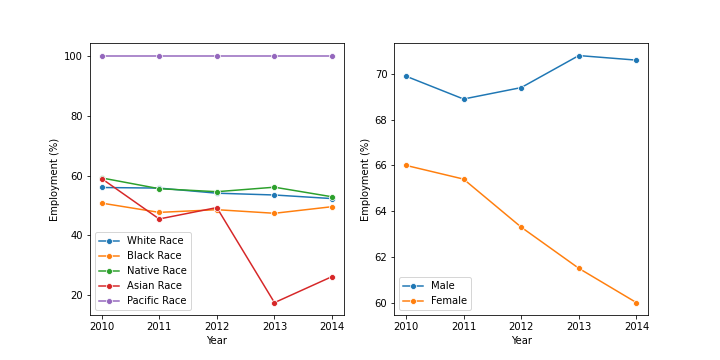 Employment (%)
100
80
60
40
20
White Race
Black Race
Native Race
Asian Race
Pacific Race
2010 2011 2012 2013 2014
Year
Employment (%)
70
68
66
64
62
60
Male
Female
2010 2011 2012 2013 2014
Year